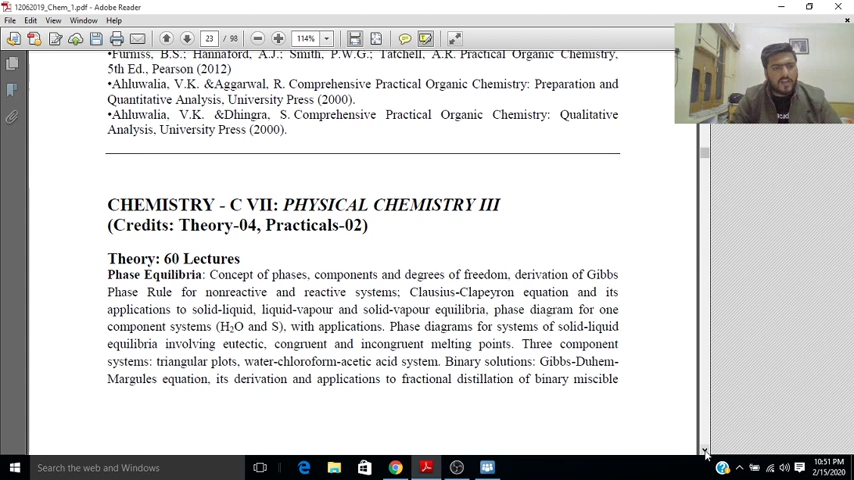 12062019_Chem_1.pdf - Adobe Reader
File Edit View Window Help
23 / 98 114%
•Furniss, B.S.; Hannaford, A.J.; Smith, P.W.G.; Tatchell, A.R. Practical Organic Chemistry,
5th Ed., Pearson (2012)
•Ahluwalia, V.K. &Aggarwal, R. Comprehensive Practical Organic Chemistry: Preparation and
Quantitative Analysis, University Press (2000).
•Ahluwalia, V.K. &Dhingra, S. Comprehensive Practical Organic Chemistry: Qualitative
Analysis, University Press (2000).
CHEMISTRY - C VII: PHYSICAL CHEMISTRY III
(Credits: Theory-04, Practicals-02)
Theory: 60 Lectures
Phase Equilibria: Concept of phases, components and degrees of freedom, derivation of Gibbs
Phase Rule for nonreactive and reactive systems; Clausius-Clapeyron equation and its
applications to solid-liquid, liquid-vapour and solid-vapour equilibria, phase diagram for one
component systems (H₂O and S), with applications. Phase diagrams for systems of solid-liquid
equilibria involving eutectic, congruent and incongruent melting points. Three component
systems: triangular plots, water-chloroform-acetic acid system. Binary solutions: Gibbs-Duhem-
Margules equation, its derivation and applications to fractional distillation of binary miscible
Search the web and Windows
10:51 PM
2/15/2020